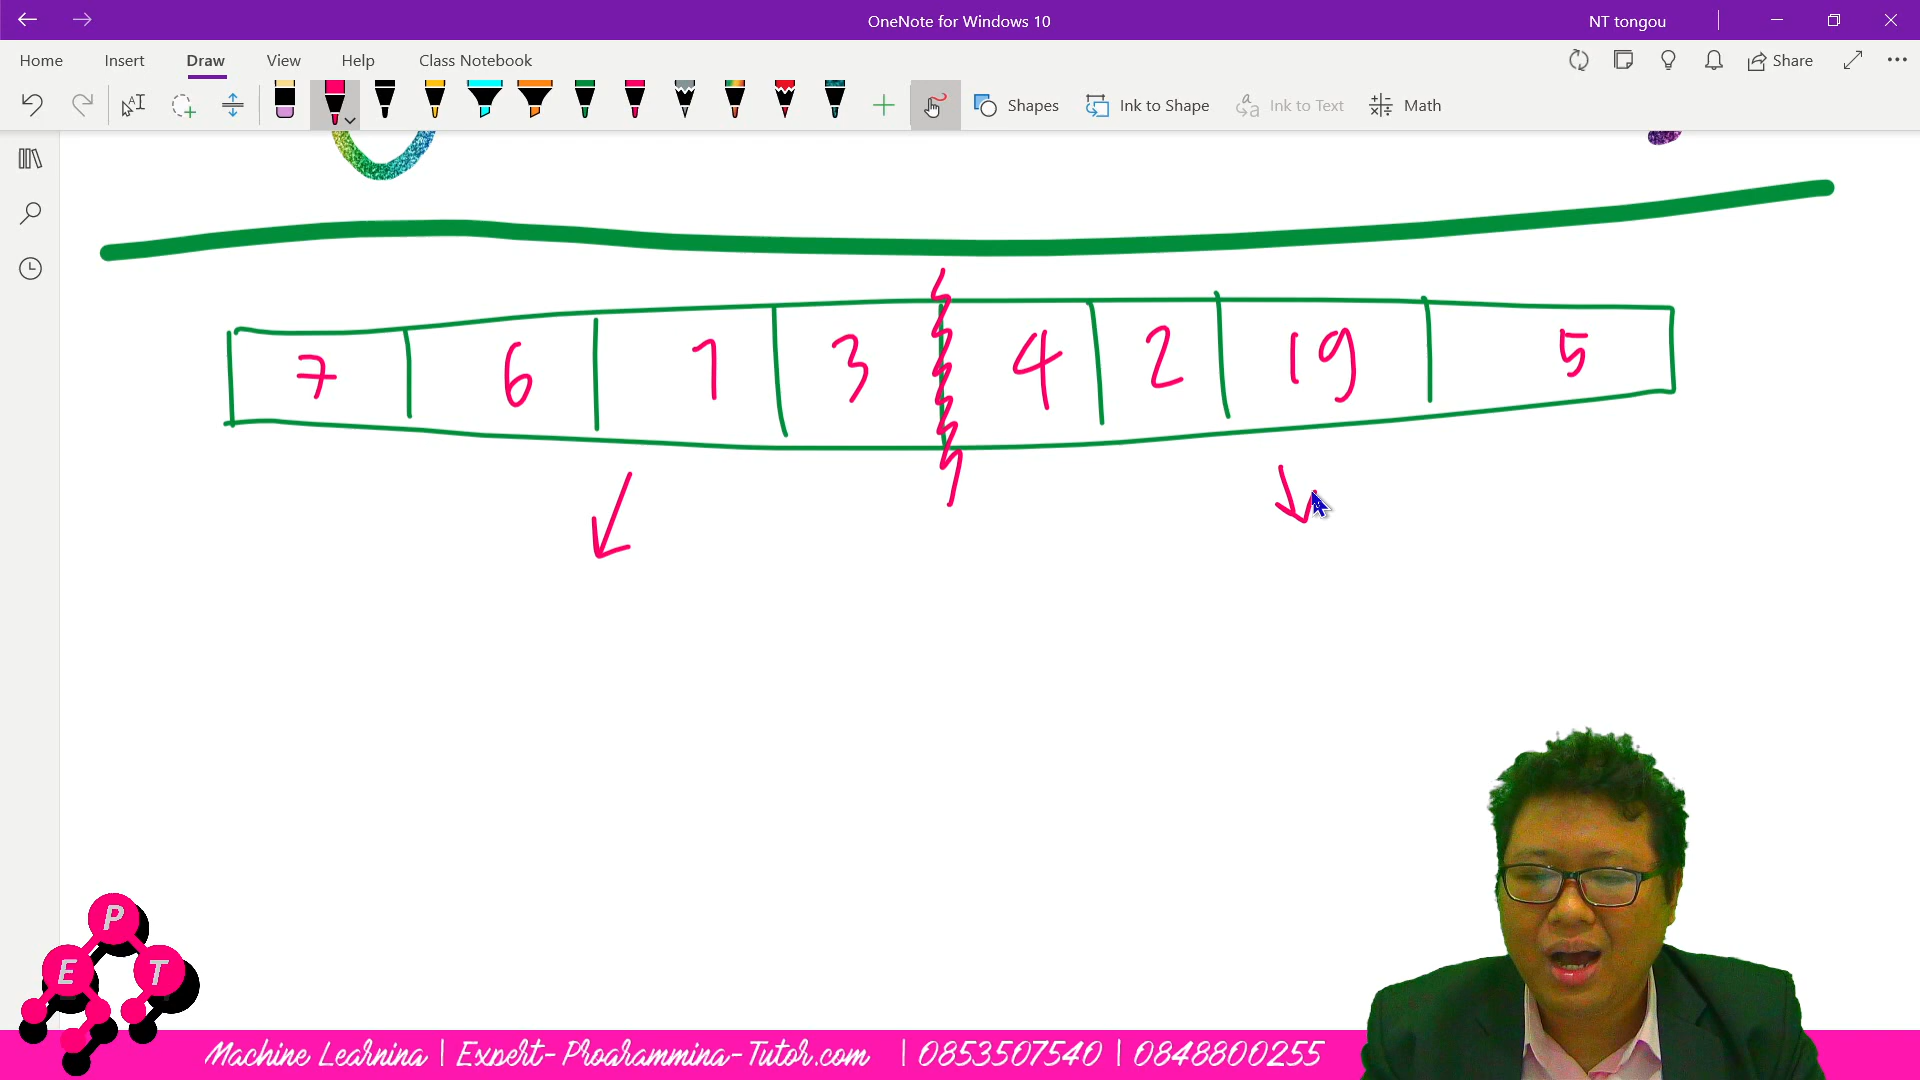 OneNote for Windows 10
NT tongou
Home Insert Draw View Help Class Notebook
Share
Shapes Ink to Shape Ink to Text Math
7 6 1 3 4 2 19 5
P
E T
Machine Learning | Expert-Programming-Tutor.com | 0853507540 | 0848800255